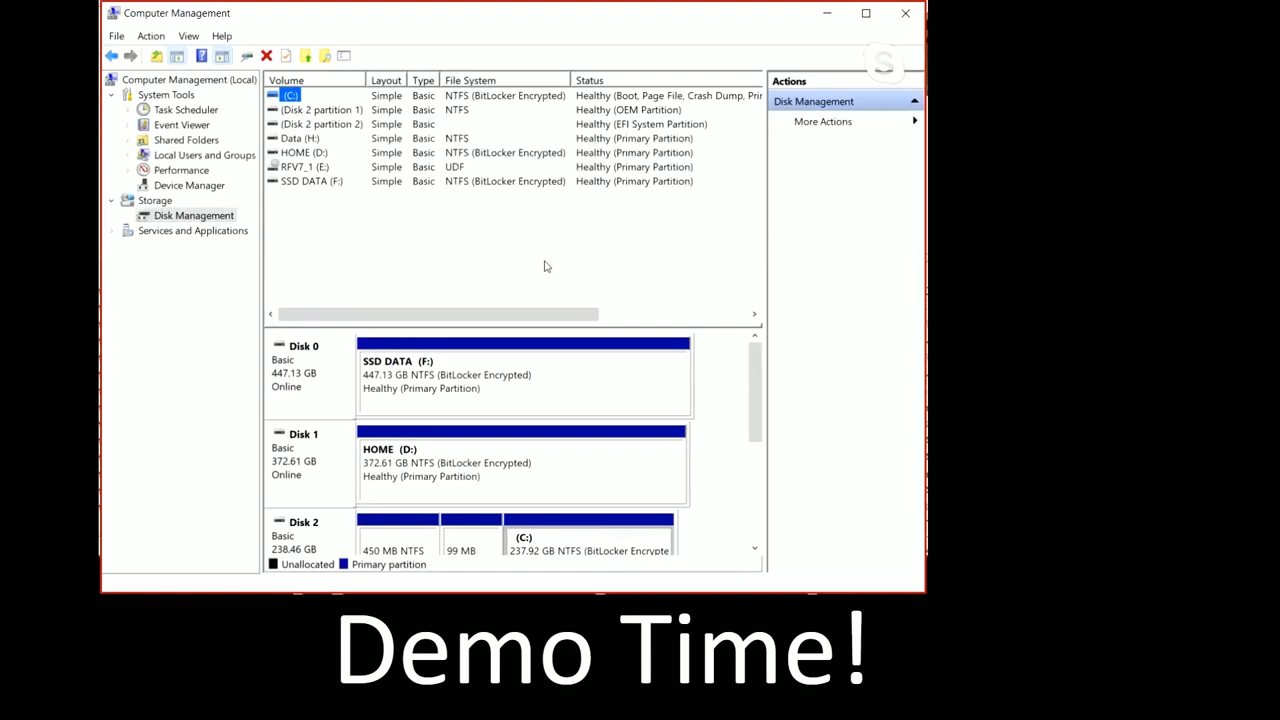 Computer Management
File Action View Help
Computer Management (Local)
System Tools
Task Scheduler
Event Viewer
Shared Folders
Local Users and Groups
Performance
Device Manager
Storage
Disk Management
Services and Applications
Volume Layout Type File System Status
(C:) Simple Basic NTFS (BitLocker Encrypted) Healthy (Boot, Page File, Crash Dump, Prir
(Disk 2 partition 1) Simple Basic NTFS Healthy (OEM Partition)
(Disk 2 partition 2) Simple Basic Healthy (EFI System Partition)
Data (H:) Simple Basic NTFS Healthy (Primary Partition)
HOME (D:) Simple Basic NTFS (BitLocker Encrypted) Healthy (Primary Partition)
RFV7_1 (E:) Simple Basic UDF Healthy (Primary Partition)
SSD DATA (F:) Simple Basic NTFS (BitLocker Encrypted) Healthy (Primary Partition)
Disk 0
Basic
447.13 GB
Online
SSD DATA (F:)
447.13 GB NTFS (BitLocker Encrypted)
Healthy (Primary Partition)
Disk 1
Basic
372.61 GB
Online
HOME (D:)
372.61 GB NTFS (BitLocker Encrypted)
Healthy (Primary Partition)
Disk 2
Basic
238.46 GB
450 MB NTFS
99 MB
(C:)
237.92 GB NTFS (BitLocker Encrypte
Unallocated Primary partition
Actions
Disk Management
More Actions
S
Demo Time!